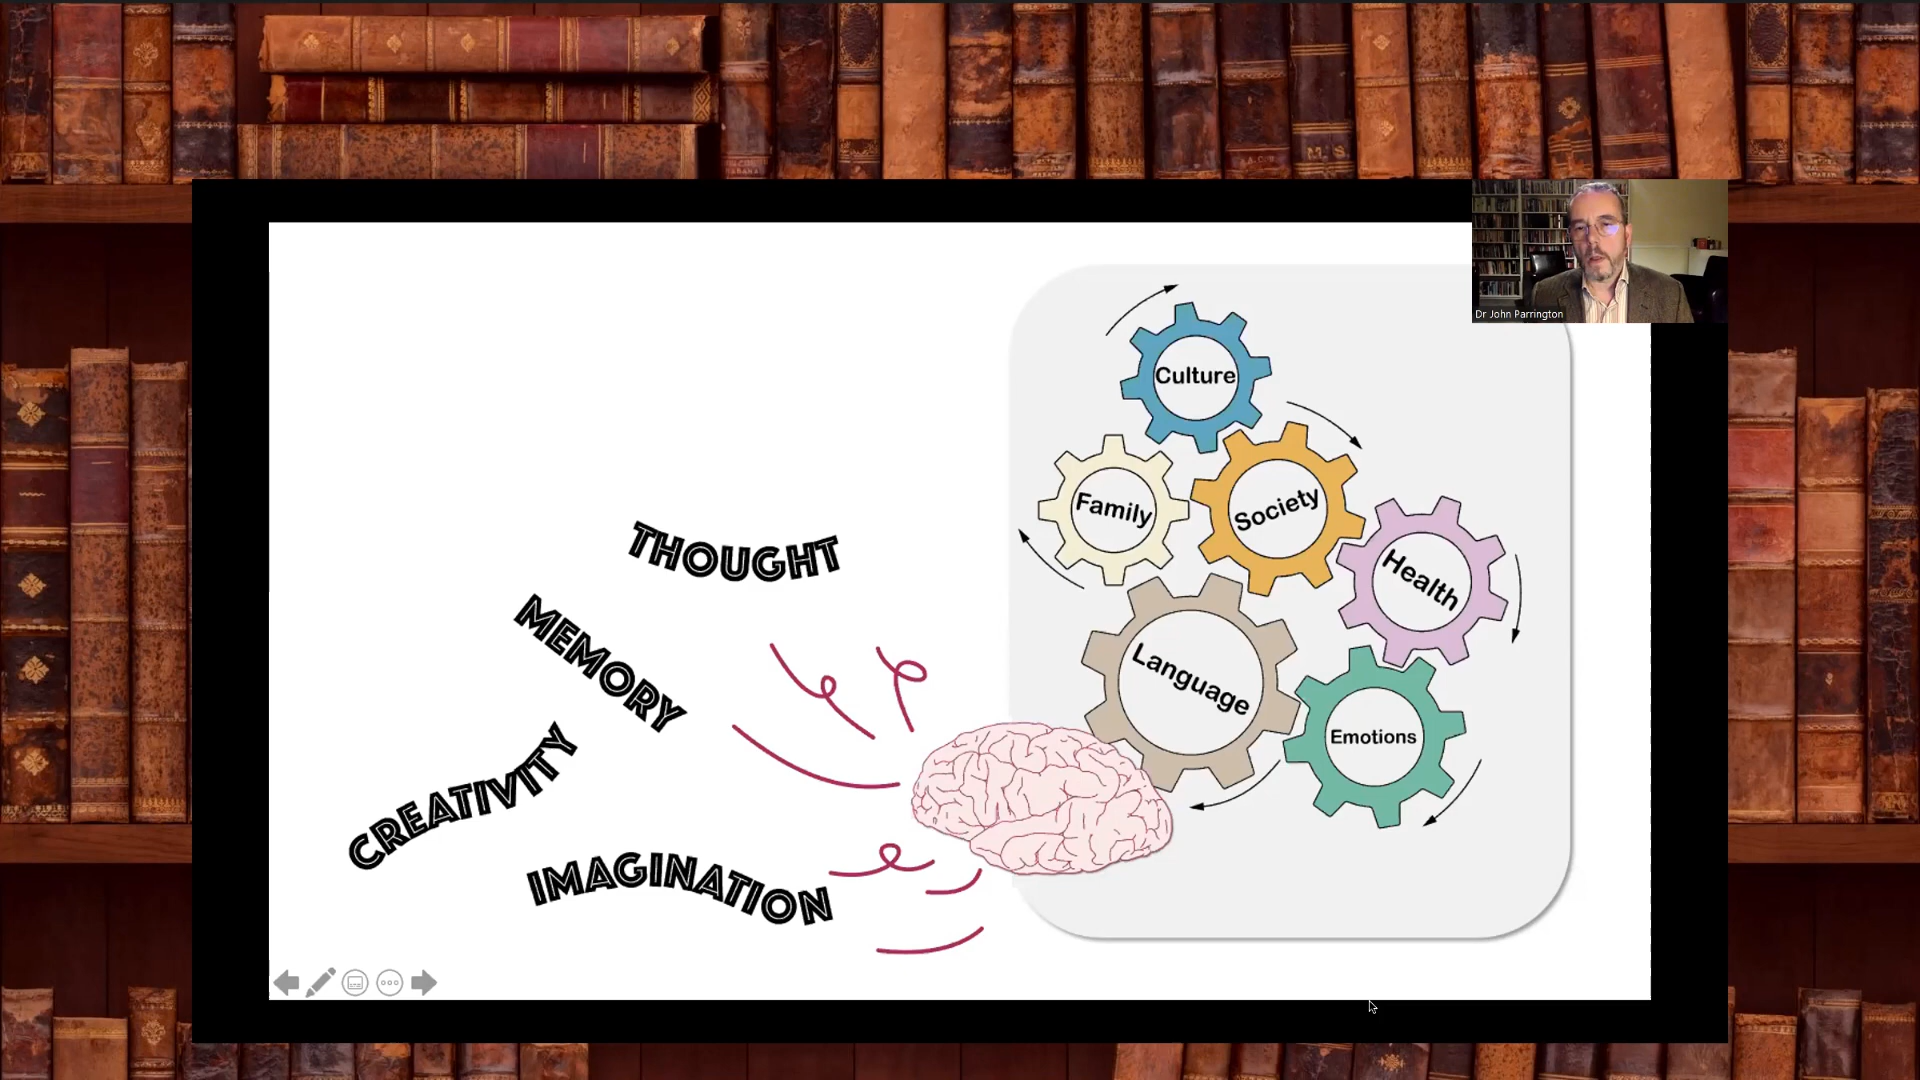 M. S.
Dr John Parrington
Culture
Family
Society
Health
Language
Emotions
THOUGHT
MEMORY
CREATIVITY
IMAGINATION